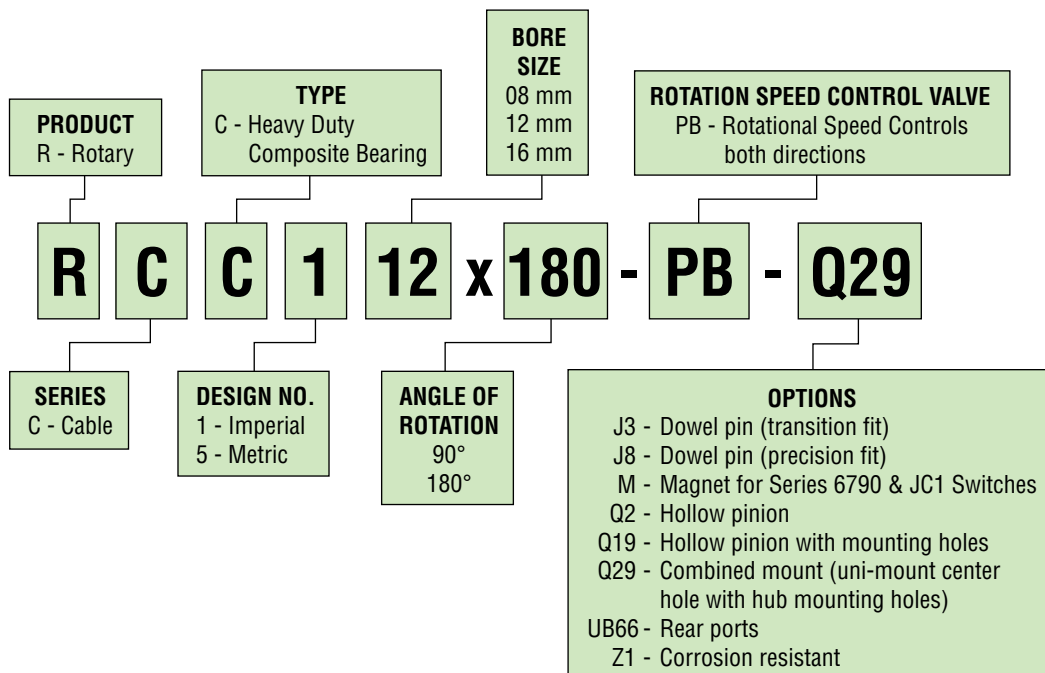 PRODUCT
R - Rotary
TYPE
C - Heavy Duty
Composite Bearing
BORE
SIZE
08 mm
12 mm
16 mm
ROTATION SPEED CONTROL VALVE
PB - Rotational Speed Controls
both directions
R C C 1 12 x 180 - PB - Q29
SERIES
C - Cable
DESIGN NO.
1 - Imperial
5 - Metric
ANGLE OF
ROTATION
90°
180°
OPTIONS
J3 - Dowel pin (transition fit)
J8 - Dowel pin (precision fit)
M - Magnet for Series 6790 & JC1 Switches
Q2 - Hollow pinion
Q19 - Hollow pinion with mounting holes
Q29 - Combined mount (uni-mount center
hole with hub mounting holes)
UB66 - Rear ports
Z1 - Corrosion resistant